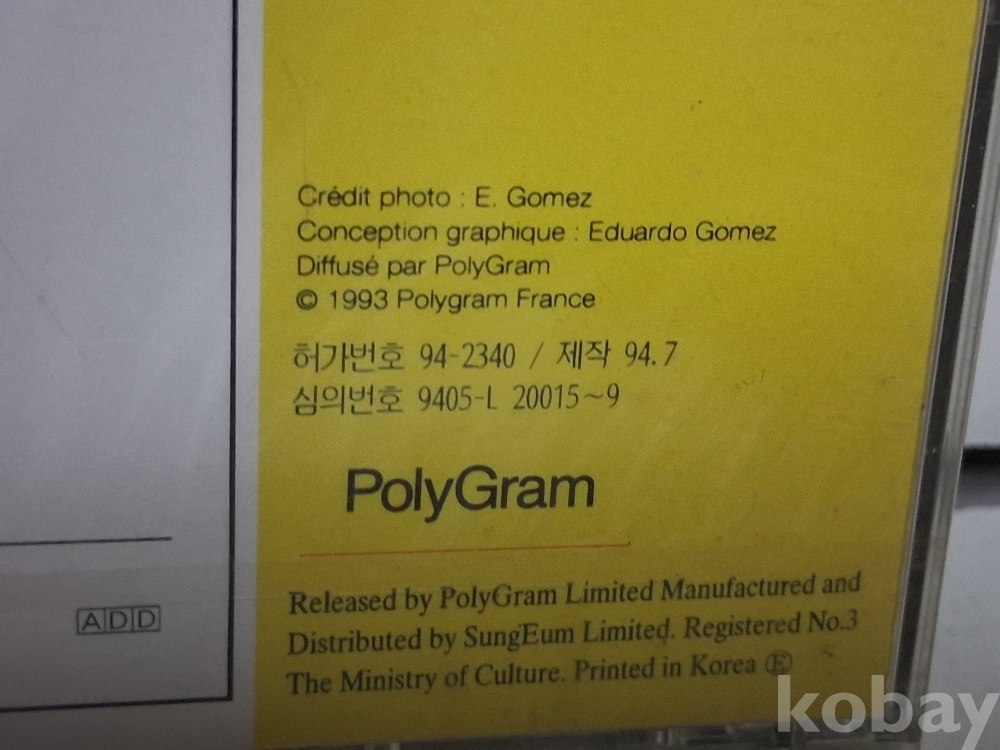 Crédit photo : E. Gomez
Conception graphique : Eduardo Gomez
Diffusé par PolyGram
© 1993 Polygram France
허가번호 94-2340 / 제작 94.7
심의번호 9405-L 20015~9
PolyGram
ADD
Released by PolyGram Limited Manufactured and
Distributed by SungEum Limited. Registered No.3
The Ministry of Culture. Printed in Korea Ⓔ
kobay